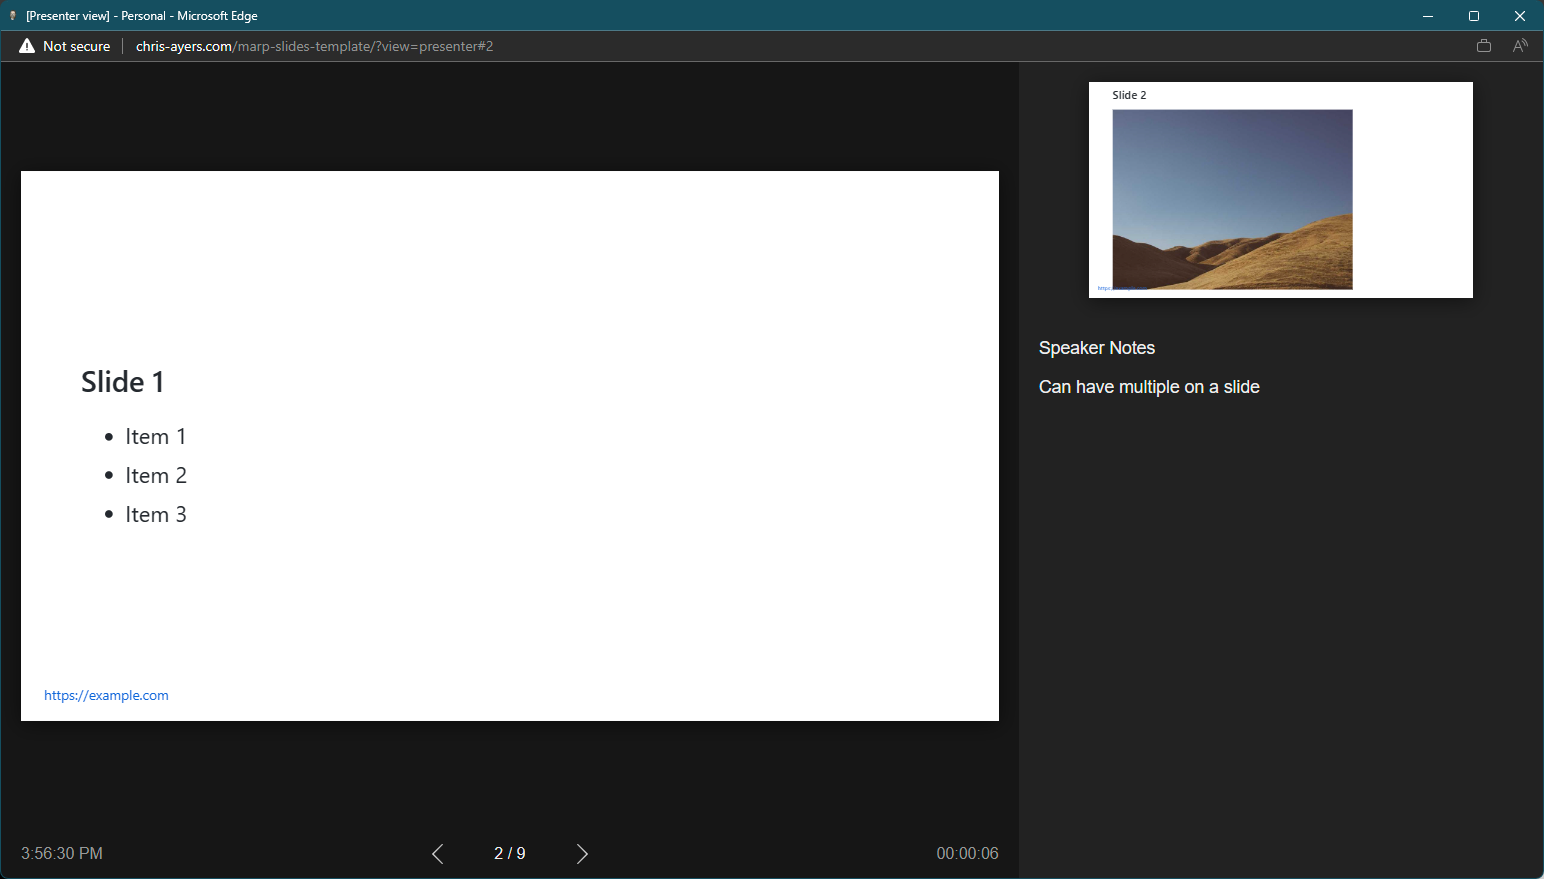 [Presenter view] - Personal - Microsoft Edge
Not secure | chris-ayers.com/marp-slides-template/?view=presenter#2
Slide 1
• Item 1
• Item 2
• Item 3
https://example.com
3:56:30 PM
2 / 9
00:00:06
Slide 2
Speaker Notes
Can have multiple on a slide